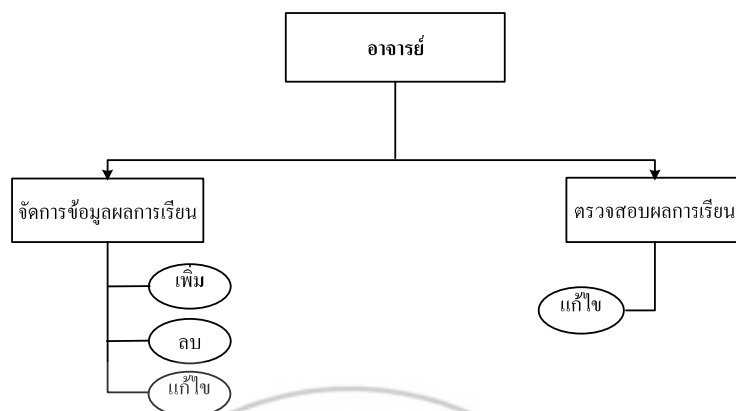 อาจารย์
จัดการข้อมูลผลการเรียน
ตรวจสอบผลการเรียน
เพิ่ม
ลบ
แก้ไข
แก้ไข